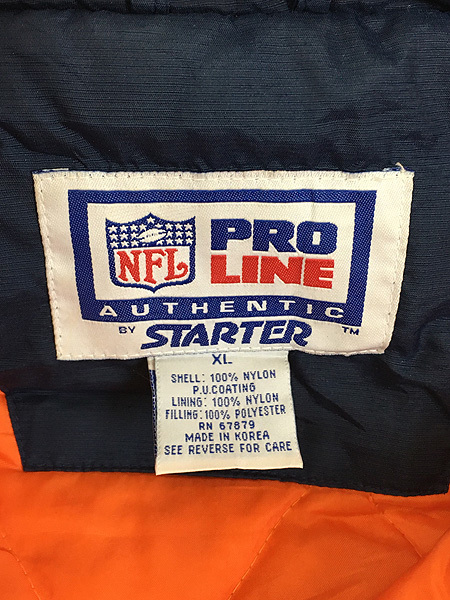 NFL
PRO
LINE
AUTHENTIC
BY STARTER ™
XL
SHELL: 100% NYLON
P.U.COATING
LINING: 100% NYLON
FILLING:100% POLYESTER
RN 67879
MADE IN KOREA
SEE REVERSE FOR CARE